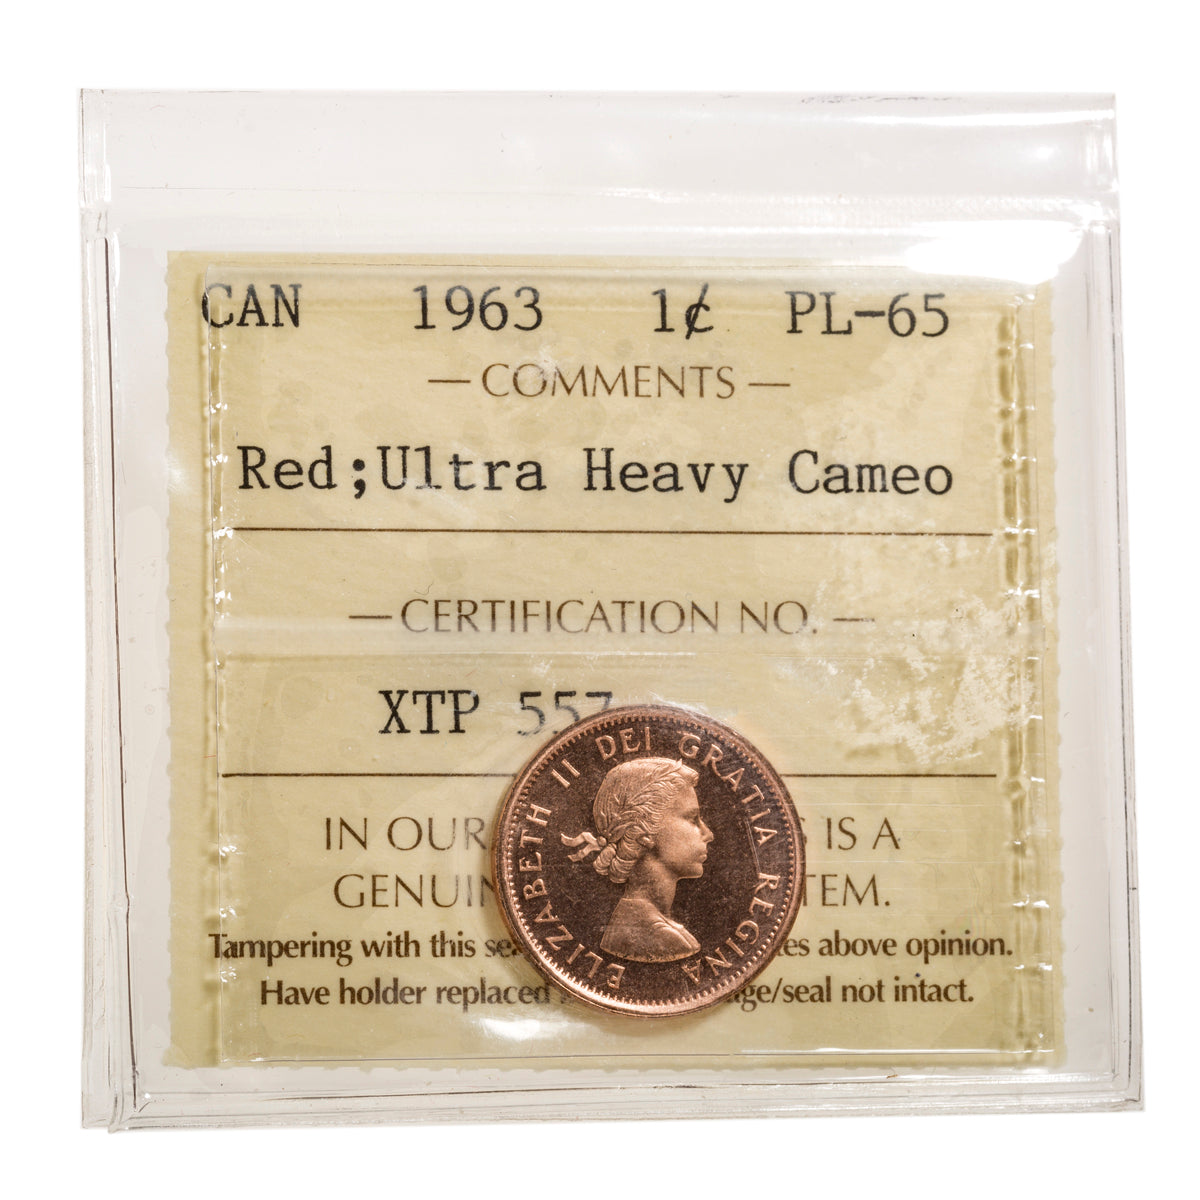 CAN 1963 1¢ PL-65
— COMMENTS —
Red;Ultra Heavy Cameo
— CERTIFICATION NO. —
XTP 557
IN OUR IS A
GENUIN TEM.
Tampering with this se es above opinion.
Have holder replaced ge/seal not intact.
ELIZABETH II DEI GRATIA REGINA